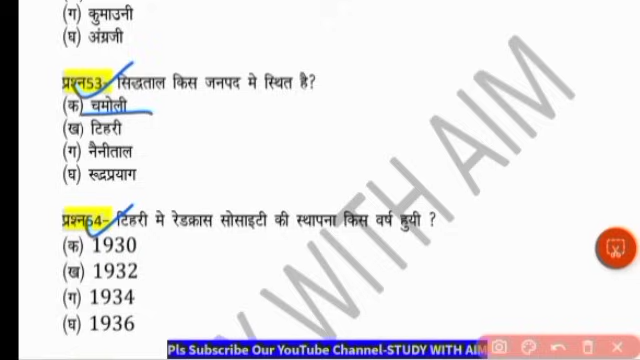 (ग) कुमाउनी
(घ) अंग्रजी
प्रश्न53- सिद्धताल किस जनपद मे स्थित है?
(क) चमोली
(ख) टिहरी
(ग) नैनीताल
(घ) रूद्रप्रयाग
प्रश्न54- टिहरी मे रेडक्रास सोसाइटी की स्थापना किस वर्ष हुयी ?
(क) 1930
(ख) 1932
(ग) 1934
(घ) 1936
Y WITH AIM
Pls Subscribe Our YouTube Channel-STUDY WITH AIM